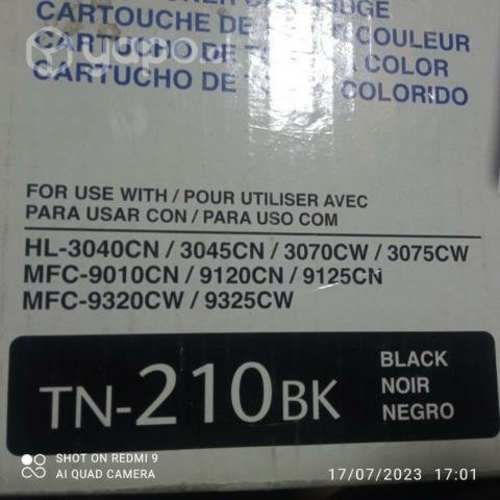 CARTOUCHE DE COULEUR
CARTUCHO DE COLOR
CARTUCHO DE COLORIDO
FOR USE WITH / POUR UTILISER AVEC
PARA USAR CON / PARA USO COM
HL-3040CN / 3045CN / 3070CW / 3075CW
MFC-9010CN / 9120CN / 9125CN
MFC-9320CW / 9325CW
TN-210BK
BLACK
NOIR
NEGRO
SHOT ON REDMI 9
AI QUAD CAMERA
17/07/2023 17:01